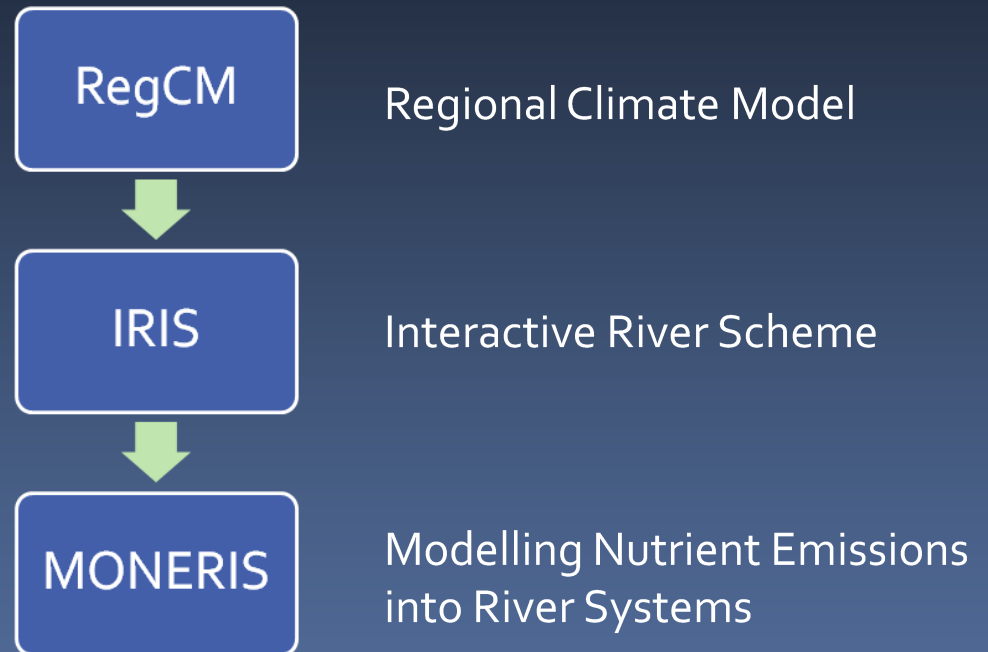 RegCM
Regional Climate Model
IRIS
Interactive River Scheme
MONERIS
Modelling Nutrient Emissions
into River Systems